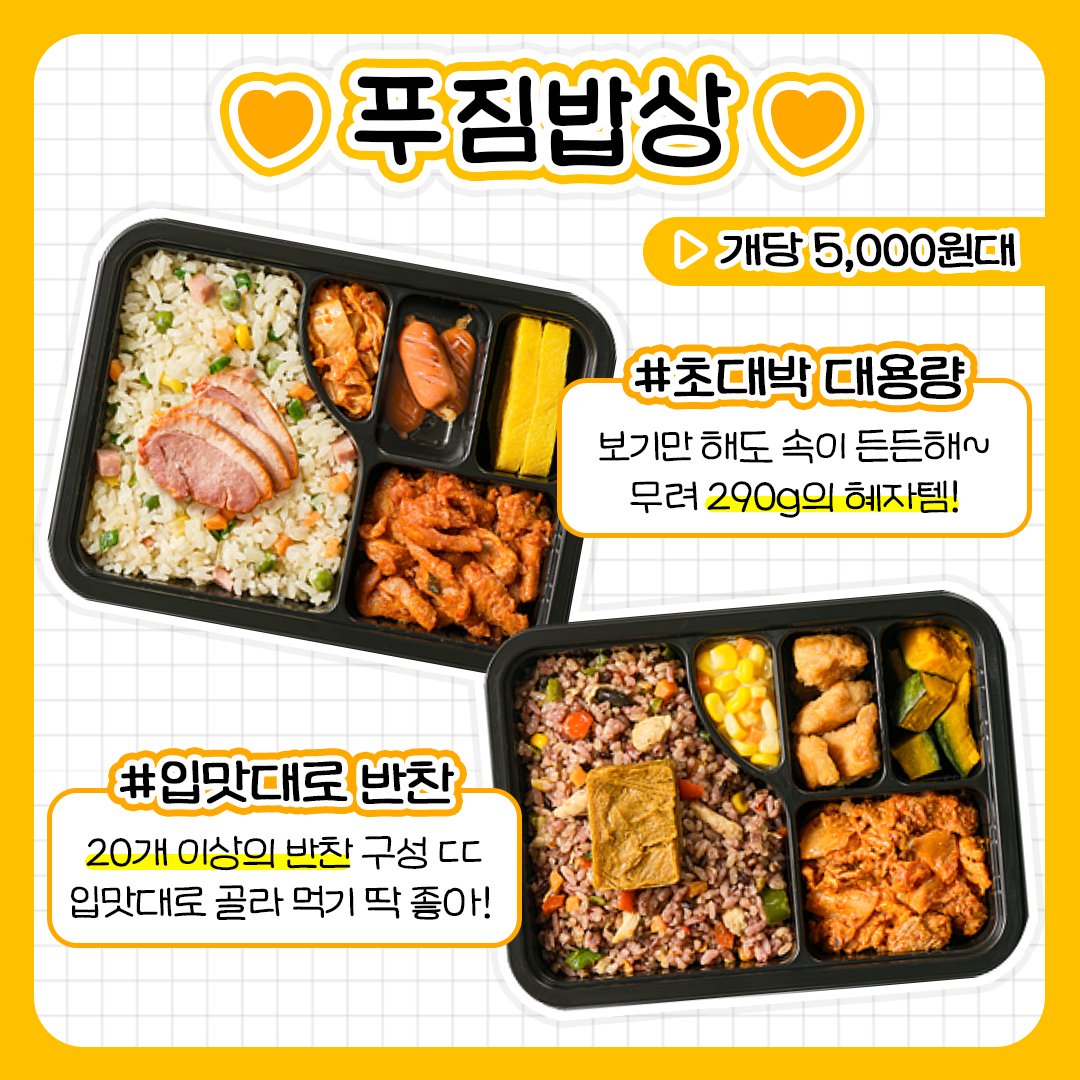 푸짐밥상
개당 5,000원대
#초대박 대용량
보기만 해도 속이 든든해~
무려 290g의 혜자템!
#입맛대로 반찬
20개 이상의 반찬 구성 ㄷㄷ
입맛대로 골라 먹기 딱 좋아!